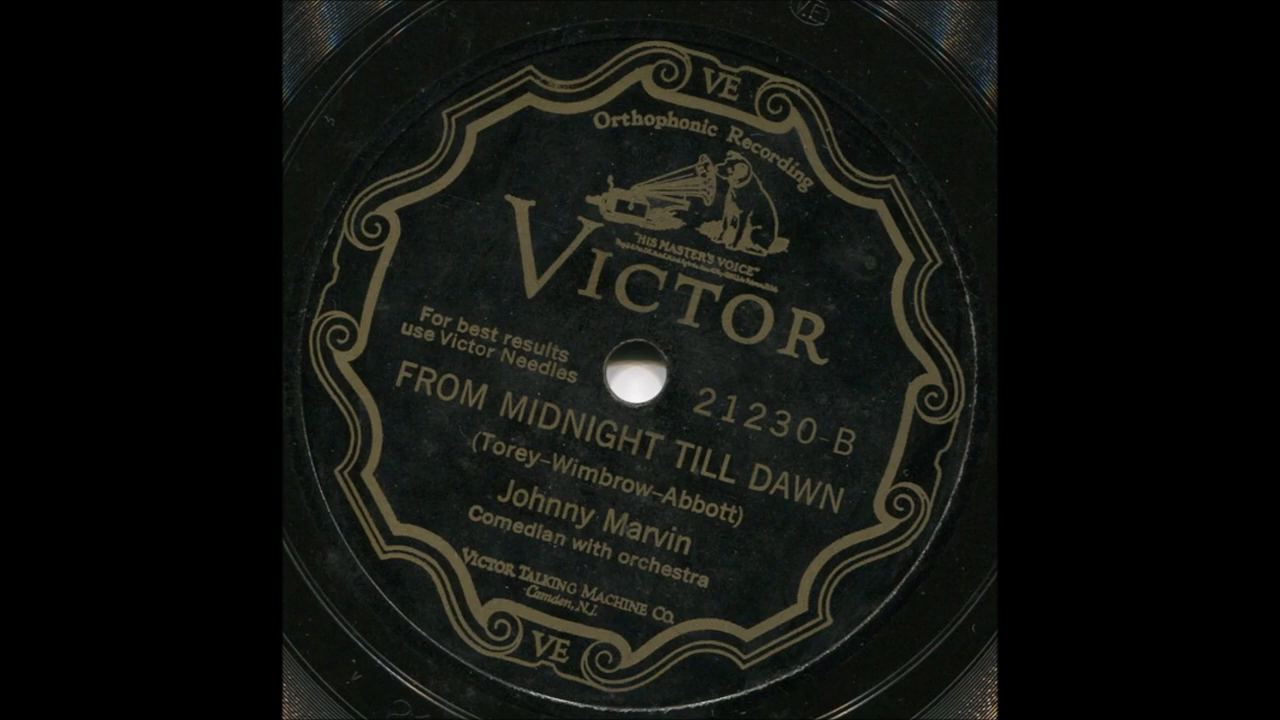 V.E
VE
Orthophonic Recording
"HIS MASTER'S VOICE"
VICTOR
For best results
use Victor Needles
21230-B
FROM MIDNIGHT TILL DAWN
(Torey-Wimbrow-Abbott)
Johnny Marvin
Comedian with orchestra
VICTOR TALKING MACHINE CO.
Camden, N.J.
VE